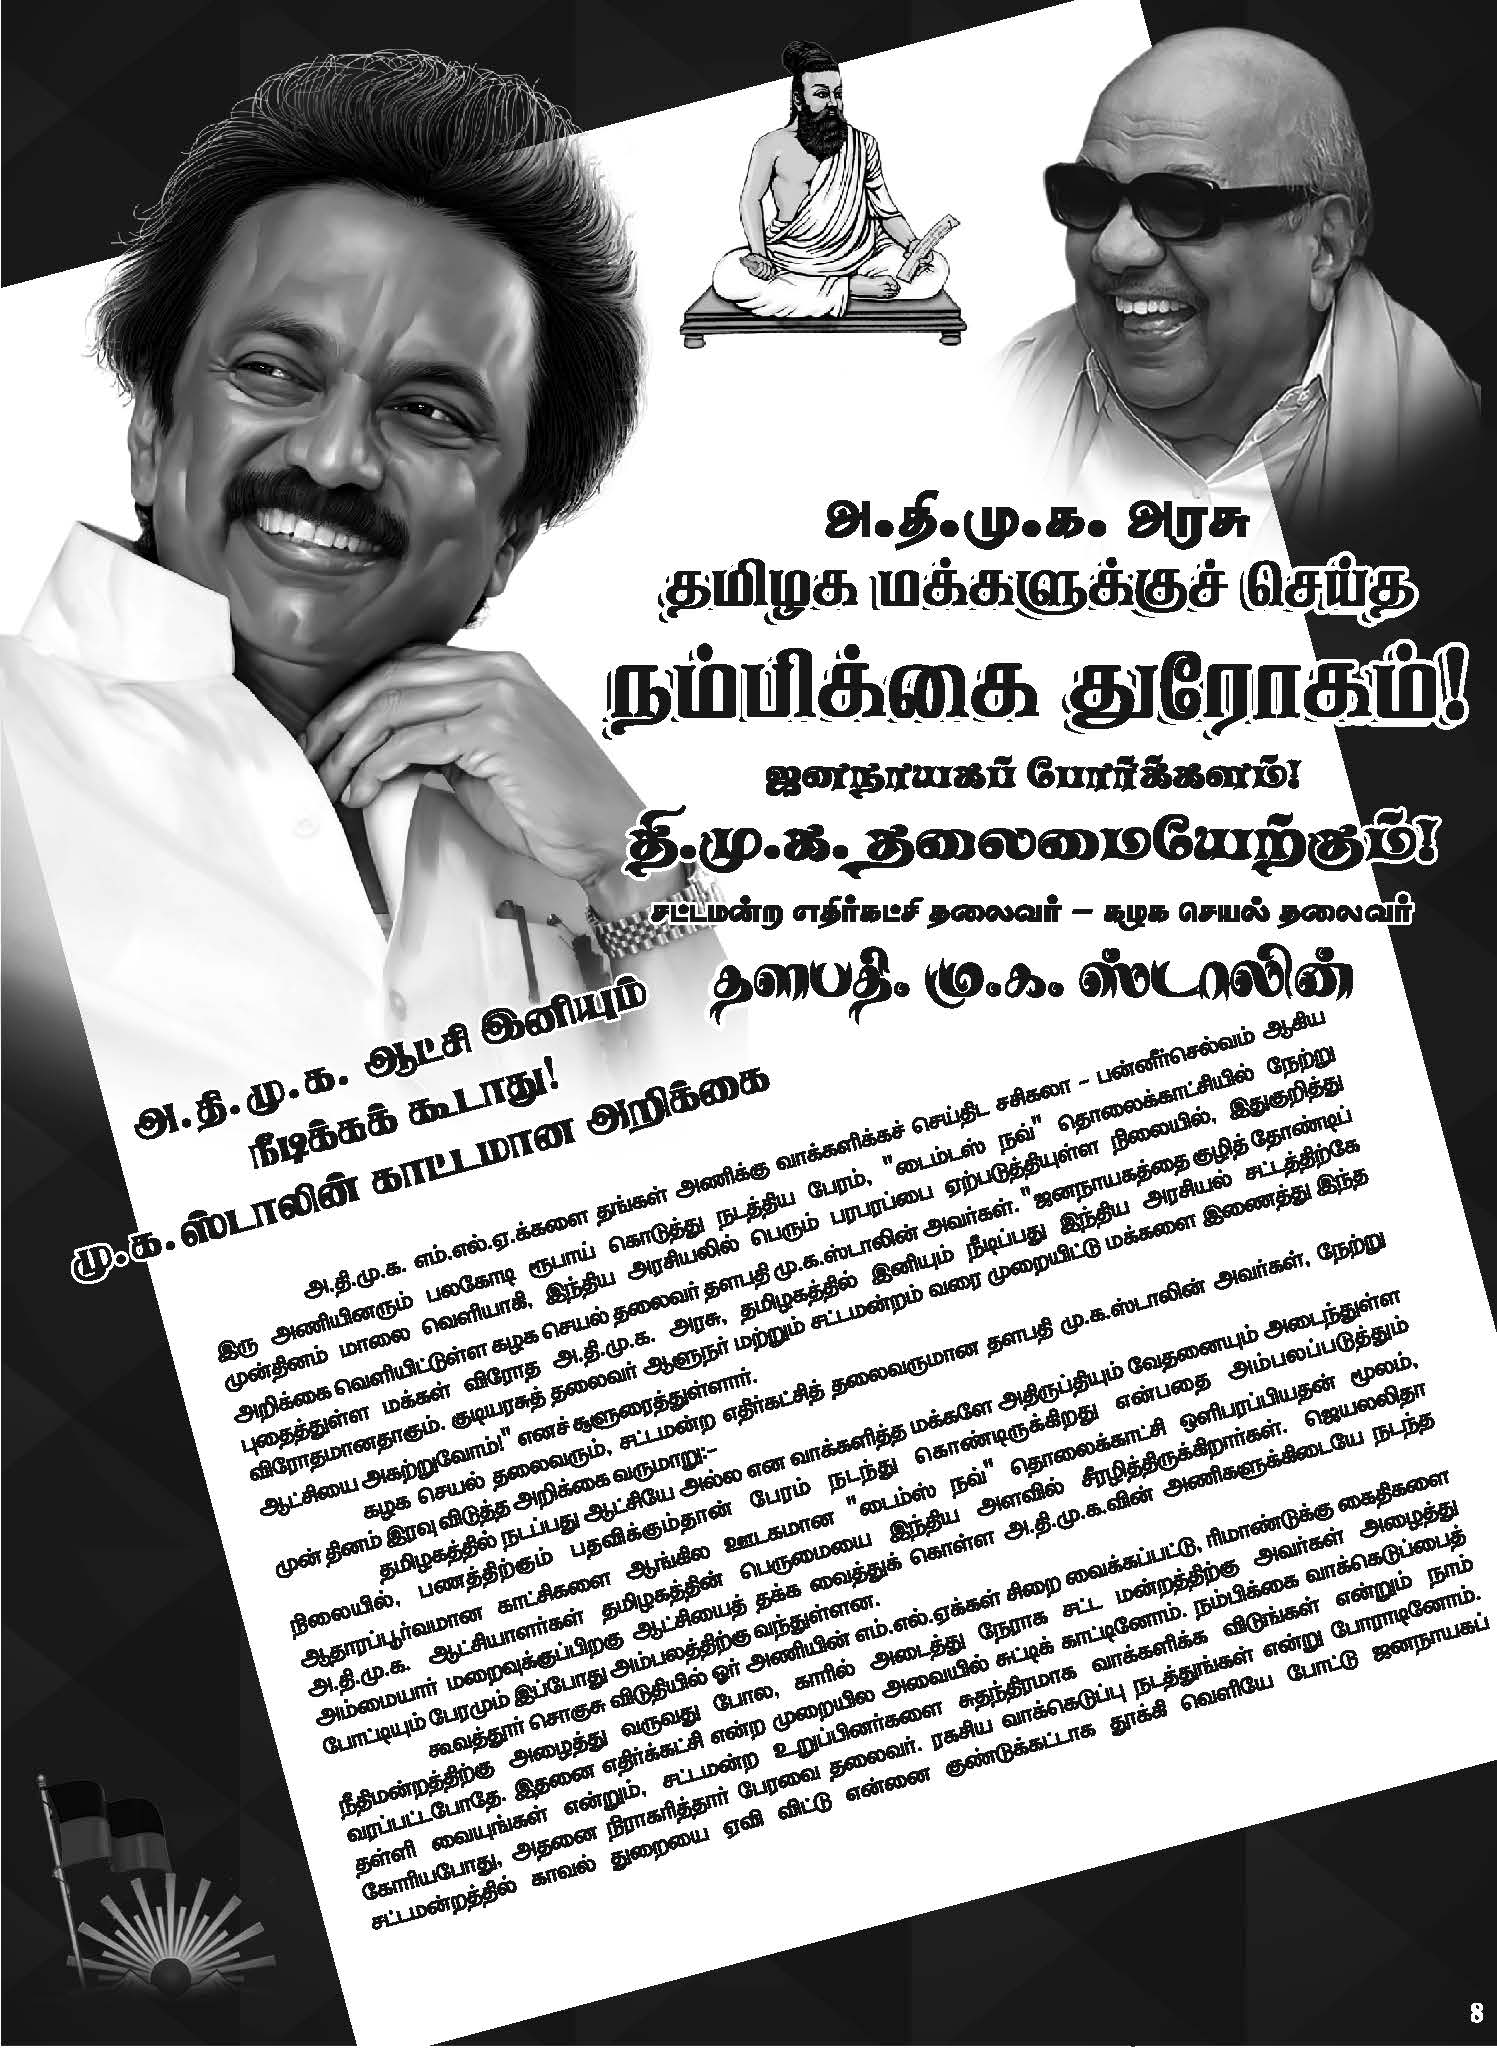 அ.தி.மு.க. அரசு
தமிழக மக்களுக்குச் செய்த
நம்பிக்கை துரோகம்!
ஜனநாயகப் போர்க்களம்!
தி.மு.க. தலைமையேற்கும்!
சட்டமன்ற எதிர்கட்சி தலைவர் – கழக செயல் தலைவர்
தளபதி. மு.க. ஸ்டாலின்
அ.தி.மு.க. ஆட்சி இனியும்
நீடிக்கக் கூடாது!
மு.க.ஸ்டாலின் காட்டமான அறிக்கை
அ.தி.மு.க. எம்.எல்.ஏ.க்களை தங்கள் அணிக்கு வாக்களிக்கச் செய்திட சசிகலா – பன்னீர்செல்வம் ஆகிய
இரு அணியினரும் பலகோடி ரூபாய் கொடுத்து நடத்திய பேரம், "டைம்டஸ் நவ்" தொலைக்காட்சியில் நேற்று
முன்தினம் மாலை வெளியாகி, இந்திய அரசியலில் பெரும் பரபரப்பை ஏற்படுத்தியுள்ள நிலையில், இதுகுறித்து
அறிக்கை வெளியிட்டுள்ள கழக செயல் தலைவர் தளபதி மு.க.ஸ்டாலின் அவர்கள். "ஜனநாயகத்தை குழித் தோண்டிப்
புதைத்துள்ள மக்கள் விரோத அ.தி.மு.க. அரசு, தமிழகத்தில் இனியும் நீடிப்பது இந்திய அரசியல் சட்டத்திற்கே
விரோதமானதாகும். குடியரசுத் தலைவர் ஆளுநர் மற்றும் சட்டமன்றம் வரை முறையிட்டு மக்களை இணைத்து இந்த
ஆட்சியை அகற்றுவோம்!" எனச் சூளுரைத்துள்ளார்.
கழக செயல் தலைவரும், சட்டமன்ற எதிர்கட்சித் தலைவருமான தளபதி மு.க.ஸ்டாலின் அவர்கள், நேற்று
முன் தினம் இரவு விடுத்த அறிக்கை வருமாறு:–
தமிழகத்தில் நடப்பது ஆட்சியே அல்ல என வாக்களித்த மக்களே அதிருப்தியும் வேதனையும் அடைந்துள்ள
நிலையில், பணத்திற்கும் பதவிக்கும்தான் பேரம் நடந்து கொண்டிருக்கிறது என்பதை அம்பலப்படுத்தும்
ஆதாரப்பூர்வமான காட்சிகளை ஆங்கில ஊடகமான "டைம்ஸ் நவ்" தொலைக்காட்சி ஒளிபரப்பியதன் மூலம்,
அ.தி.மு.க. ஆட்சியாளர்கள் தமிழகத்தின் பெருமையை இந்திய அளவில் சீரழித்திருக்கிறார்கள். ஜெயலலிதா
அம்மையார் மறைவுக்குப்பிறகு ஆட்சியைத் தக்க வைத்துக் கொள்ள அ.தி.மு.க.வின் அணிகளுக்கிடையே நடந்த
போட்டியும் பேரமும் இப்போது அம்பலத்திற்கு வந்துள்ளன.
கூவத்தூர் சொகுசு விடுதியில் ஓர் அணியின் எம்.எல்.ஏக்கள் சிறை வைக்கப்பட்டு, ரிமாண்டுக்கு கைதிகளை
நீதிமன்றத்திற்கு அழைத்து வருவது போல, காரில் அடைத்து நேராக சட்ட மன்றத்திற்கு அவர்கள் அழைத்து
வரப்பட்டபோதே. இதனை எதிர்க்கட்சி என்ற முறையில அவையில் சுட்டிக் காட்டினோம். நம்பிக்கை வாக்கெடுப்பைத்
தள்ளி வையுங்கள் என்றும், சட்டமன்ற உறுப்பினர்களை சுதந்திரமாக வாக்களிக்க விடுங்கள் என்றும் நாம்
கோரியபோது, அதனை நிராகரித்தார் பேரவை தலைவர். ரகசிய வாக்கெடுப்பு நடத்துங்கள் என்று போராடினோம்.
சட்டமன்றத்தில் காவல் துறையை ஏவி விட்டு என்னை குண்டுக்கட்டாக தூக்கி வெளியே போட்டு ஜனநாயகப்
8